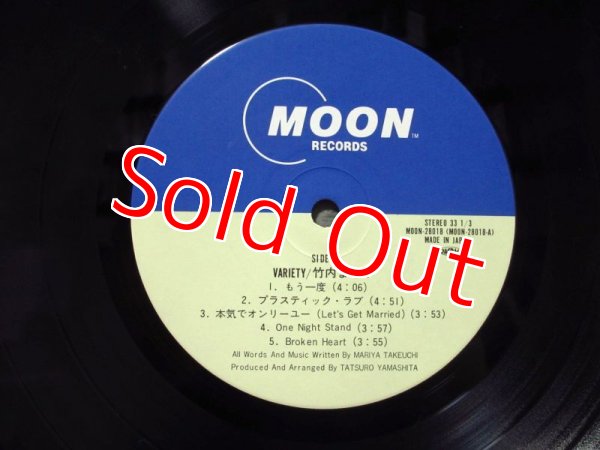 MOON
TM
RECORDS
Sold Out
STEREO 33 1/3
MOON-28018 (MOON-28018-A)
MADE IN
SIDE
VARIETY/竹内
1. もう一度 (4:06)
2. プラスティック・ラブ (4:51)
3. 本気でオンリーユー (Let's Get Married) (3:53)
4. One Night Stand (3:57)
5. Broken Heart (3:55)
All Words And Music Written By MARIYA TAKEUCHI
Produced And Arranged By TATSURO YAMASHITA